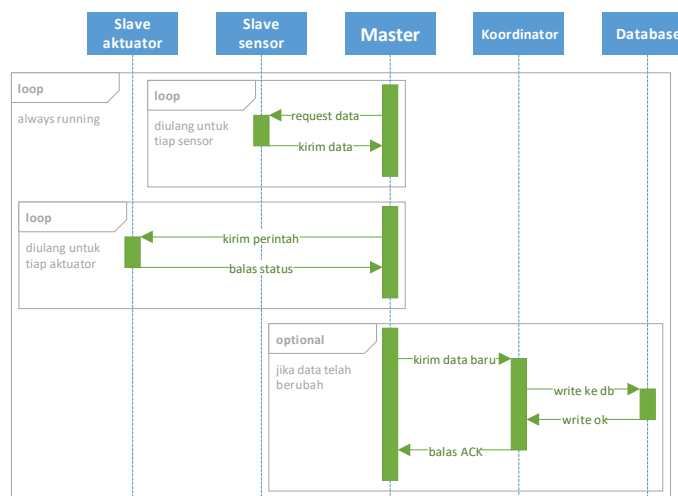 Slave
aktuator
Slave
sensor
Master
Koordinator
Database
loop
always running
loop
diulang untuk
tiap sensor
request data
kirim data
loop
diulang untuk
tiap aktuator
kirim perintah
balas status
optional
jika data telah
berubah
kirim data baru
write ke db
write ok
balas ACK